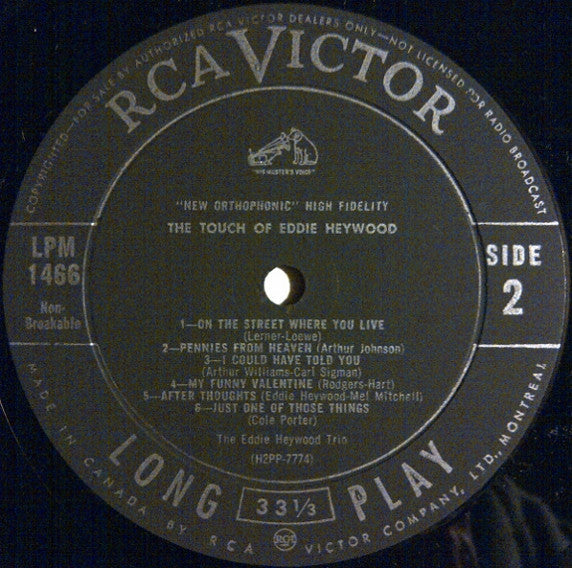 COPYRIGHTED—FOR SALE BY AUTHORIZED RCA VICTOR DEALERS ONLY—NOT LICENSED FOR RADIO BROADCAST
RCA VICTOR
"HIS MASTER'S VOICE"
"NEW ORTHOPHONIC" HIGH FIDELITY
THE TOUCH OF EDDIE HEYWOOD
LPM
1466
Non-
Breakable
SIDE
2
1—ON THE STREET WHERE YOU LIVE
(Lerner-Loewe)
2—PENNIES FROM HEAVEN (Arthur Johnson)
3—I COULD HAVE TOLD YOU
(Arthur Williams-Carl Sigman)
4—MY FUNNY VALENTINE (Rodgers-Hart)
5—AFTER THOUGHTS (Eddie Heywood-Mel Mitchell)
6—JUST ONE OF THOSE THINGS
(Cole Porter)
The Eddie Heywood Trio
(H2PP-7774)
LONG 33 1/3 PLAY
MADE IN CANADA BY RCA VICTOR COMPANY, LTD., MONTREAL
RCA